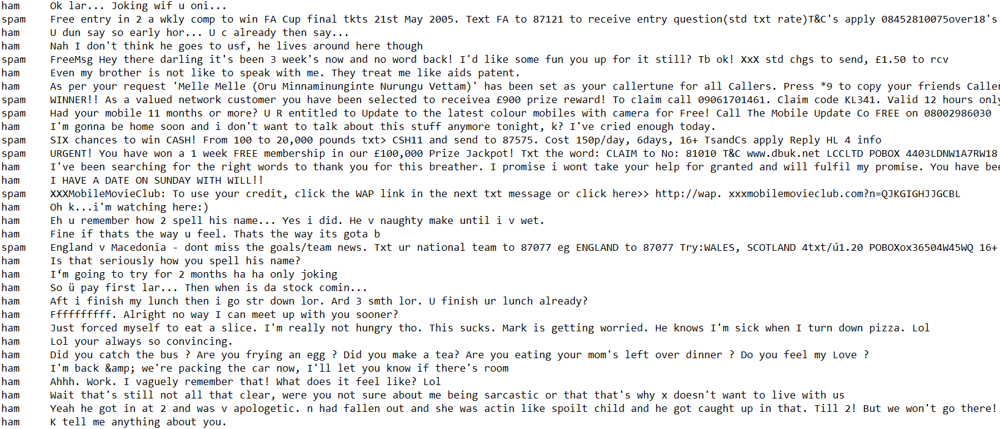 ham	Ok lar... Joking wif u oni...
spam	Free entry in 2 a wkly comp to win FA Cup final tkts 21st May 2005. Text FA to 87121 to receive entry question(std txt rate)T&C's apply 08452810075over18's
ham	U dun say so early hor... U c already then say...
ham	Nah I don't think he goes to usf, he lives around here though
spam	FreeMsg Hey there darling it's been 3 week's now and no word back! I'd like some fun you up for it still? Tb ok! XxX std chgs to send, £1.50 to rcv
ham	Even my brother is not like to speak with me. They treat me like aids patent.
ham	As per your request 'Melle Melle (Oru Minnaminunginte Nurungu Vettam)' has been set as your callertune for all Callers. Press *9 to copy your friends Caller
spam	WINNER!! As a valued network customer you have been selected to receivea £900 prize reward! To claim call 09061701461. Claim code KL341. Valid 12 hours only
spam	Had your mobile 11 months or more? U R entitled to Update to the latest colour mobiles with camera for Free! Call The Mobile Update Co FREE on 08002986030
ham	I'm gonna be home soon and i don't want to talk about this stuff anymore tonight, k? I've cried enough today.
spam	SIX chances to win CASH! From 100 to 20,000 pounds txt> CSH11 and send to 87575. Cost 150p/day, 6days, 16+ TsandCs apply Reply HL 4 info
spam	URGENT! You have won a 1 week FREE membership in our £100,000 Prize Jackpot! Txt the word: CLAIM to No: 81010 T&C www.dbuk.net LCCLTD POBOX 4403LDNW1A7RW18
ham	I've been searching for the right words to thank you for this breather. I promise i wont take your help for granted and will fulfil my promise. You have bee
ham	I HAVE A DATE ON SUNDAY WITH WILL!!
spam	XXXMobileMovieClub: To use your credit, click the WAP link in the next txt message or click here>> http://wap. xxxmobilemovieclub.com?n=QJKGIGHJJGCBL
ham	Oh k...i'm watching here:)
ham	Eh u remember how 2 spell his name... Yes i did. He v naughty make until i v wet.
ham	Fine if thats the way u feel. Thats the way its gota b
spam	England v Macedonia - dont miss the goals/team news. Txt ur national team to 87077 eg ENGLAND to 87077 Try:WALES, SCOTLAND 4txt/ú1.20 POBOXox36504W45WQ 16+
ham	Is that seriously how you spell his name?
ham	I‘m going to try for 2 months ha ha only joking
ham	So ü pay first lar... Then when is da stock comin...
ham	Aft i finish my lunch then i go str down lor. Ard 3 smth lor. U finish ur lunch already?
ham	Ffffffffff. Alright no way I can meet up with you sooner?
ham	Just forced myself to eat a slice. I'm really not hungry tho. This sucks. Mark is getting worried. He knows I'm sick when I turn down pizza. Lol
ham	Lol your always so convincing.
ham	Did you catch the bus ? Are you frying an egg ? Did you make a tea? Are you eating your mom's left over dinner ? Do you feel my Love ?
ham	I'm back &amp; we're packing the car now, I'll let you know if there's room
ham	Ahhh. Work. I vaguely remember that! What does it feel like? Lol
ham	Wait that's still not all that clear, were you not sure about me being sarcastic or that that's why x doesn't want to live with us
ham	Yeah he got in at 2 and was v apologetic. n had fallen out and she was actin like spoilt child and he got caught up in that. Till 2! But we won't go there!
ham	K tell me anything about you.